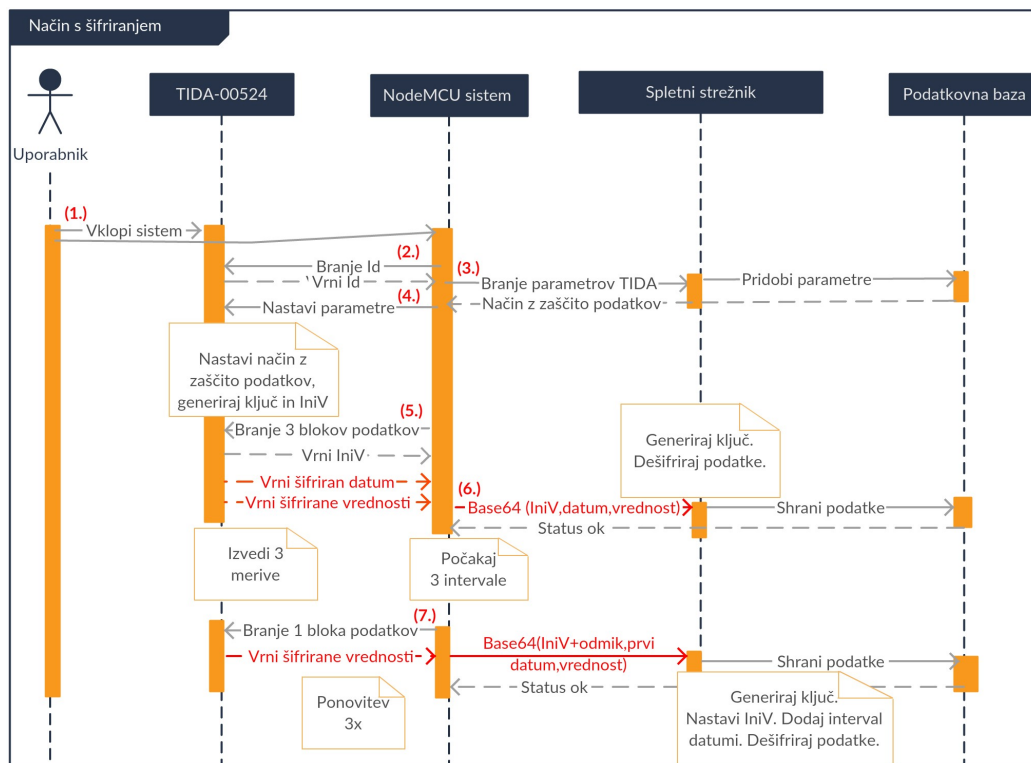 Način s šifriranjem
TIDA-00524
NodeMCU sistem
Spletni strežnik
Podatkovna baza
Uporabnik
(1.)
Vklopi sistem
(2.)
Branje Id
(3.)
Vrni Id
Branje parametrov TIDA
Pridobi parametre
(4.)
Nastavi parametre
Način z zaščito podatkov
Nastavi način z
zaščito podatkov,
generiraj ključ in IniV
(5.)
Branje 3 blokov podatkov
Vrni IniV
Generiraj ključ.
Dešifriraj podatke.
Vrni šifriran datum
(6.)
Vrni šifrirane vrednosti
Base64 (IniV,datum,vrednost)
Shrani podatke
Status ok
Izvedi 3
merive
Počakaj
3 intervale
(7.)
Branje 1 bloka podatkov
Vrni šifrirane vrednosti
Base64(IniV+odmik,prvi
datum,vrednost)
Shrani podatke
Status ok
Ponovitev
3x
Generiraj ključ.
Nastavi IniV. Dodaj interval
datumi. Dešifriraj podatke.